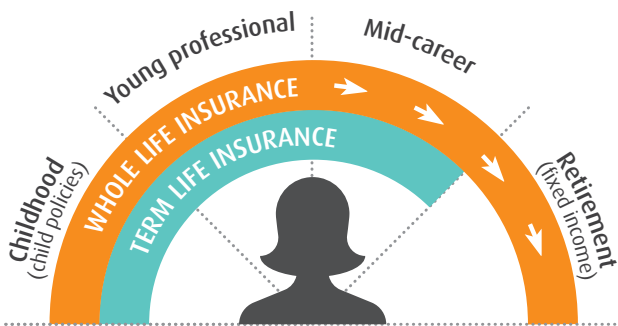 Childhood
(child policies)
Young professional
Mid-career
Retirement
(fixed income)
WHOLE LIFE INSURANCE
TERM LIFE INSURANCE